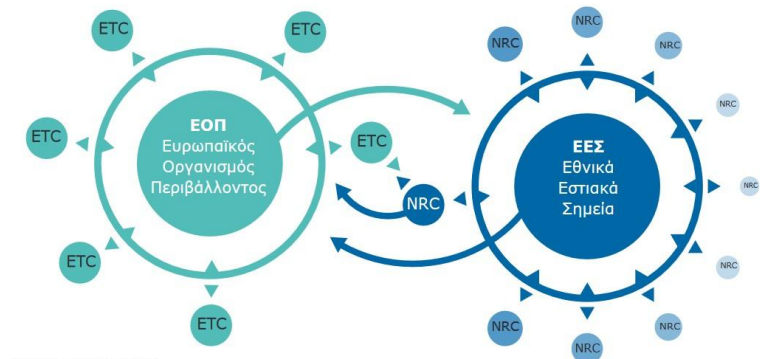 ETC
ETC
ETC
ETC
ETC
ETC
ΕΟΠ
Ευρωπαϊκός
Οργανισμός
Περιβάλλοντος
NRC
NRC
NRC
NRC
NRC
NRC
NRC
NRC
NRC
NRC
ΕΕΣ
Εθνικά
Εστιακά
Σημεία